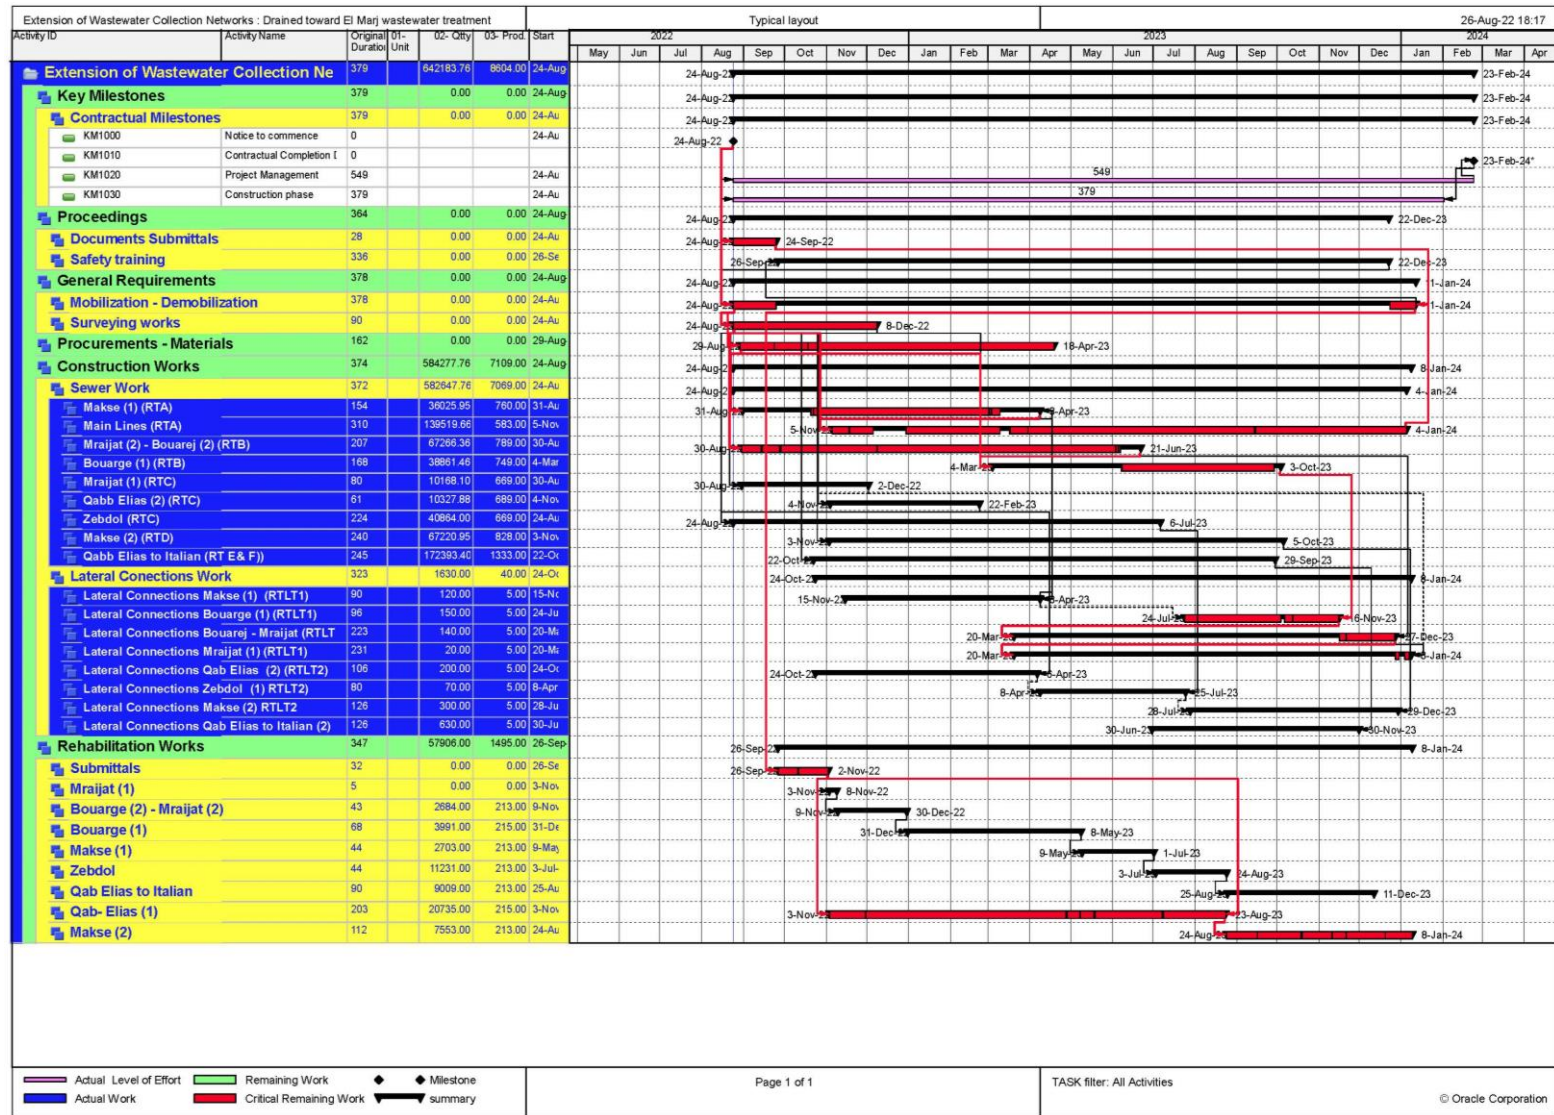 Extension of Wastewater Collection Networks : Drained toward El Marj wastewater treatment Typical layout 26-Aug-22 18:17
Activity ID Activity Name Original Duration 01- Unit 02- Qtty 03- Prod. Start 2022 2023 2024
May Jun Jul Aug Sep Oct Nov Dec Jan Feb Mar Apr May Jun Jul Aug Sep Oct Nov Dec Jan Feb Mar Apr
Extension of Wastewater Collection Ne 379 642183.76 8604.00 24-Aug 24-Aug-22 23-Feb-24
Key Milestones 379 0.00 0.00 24-Aug 24-Aug-22 23-Feb-24
Contractual Milestones 379 0.00 0.00 24-Au 24-Aug-22 23-Feb-24
KM1000 Notice to commence 0 24-Au 24-Aug-22
KM1010 Contractual Completion 0 23-Feb-24*
KM1020 Project Management 549 24-Au 549
KM1030 Construction phase 379 24-Au 379
Proceedings 364 0.00 0.00 24-Aug 24-Aug-22 22-Dec-23
Documents Submittals 28 0.00 0.00 24-Au 24-Aug-22 24-Sep-22
Safety training 336 0.00 0.00 26-Se 26-Sep-22 22-Dec-23
General Requirements 378 0.00 0.00 24-Aug 24-Aug-22 11-Jan-24
Mobilization - Demobilization 378 0.00 0.00 24-Au 24-Aug-22 11-Jan-24
Surveying works 90 0.00 0.00 24-Au 24-Aug-22 8-Dec-22
Procurements - Materials 162 0.00 0.00 29-Aug 29-Aug-22 18-Apr-23
Construction Works 374 584277.76 7109.00 24-Aug 24-Aug-22 8-Jan-24
Sewer Work 372 582647.76 7069.00 24-Au 24-Aug-22 4-Jan-24
Makse (1) (RTA) 154 36025.95 760.00 31-Au 31-Aug-22 8-Apr-23
Main Lines (RTA) 310 139519.66 583.00 5-Nov 5-Nov-22 4-Jan-24
Mraijat (2) - Bouarej (2) (RTB) 207 67266.36 789.00 30-Au 30-Aug-22 21-Jun-23
Bouarge (1) (RTB) 168 38861.46 749.00 4-Mar 4-Mar-23 3-Oct-23
Mraijat (1) (RTC) 80 10168.10 669.00 30-Au 30-Aug-22 2-Dec-22
Qabb Elias (2) (RTC) 61 10327.88 689.00 4-Nov 4-Nov-22 22-Feb-23
Zebdol (RTC) 224 40864.00 669.00 24-Au 24-Aug-22 6-Jul-23
Makse (2) (RTD) 240 67220.95 828.00 3-Nov 3-Nov-22 5-Oct-23
Qabb Elias to Italian (RT E& F)) 245 172393.40 1333.00 22-Oc 22-Oct-22 29-Sep-23
Lateral Conections Work 323 1630.00 40.00 24-Oc 24-Oct-22 8-Jan-24
Lateral Connections Makse (1) (RTLT1) 90 120.00 5.00 15-Nc 15-Nov-22 8-Apr-23
Lateral Connections Bouarge (1) (RTLT1) 96 150.00 5.00 24-Ju 24-Jul-23 16-Nov-23
Lateral Connections Bouarej - Mraijat (RTLT 223 140.00 5.00 20-Ma 20-Mar-23 27-Dec-23
Lateral Connections Mraijat (1) (RTLT1) 231 20.00 5.00 20-Ma 20-Mar-23 8-Jan-24
Lateral Connections Qab Elias (2) (RTLT2) 106 200.00 5.00 24-Oc 24-Oct-22 6-Apr-23
Lateral Connections Zebdol (1) RTLT2) 80 70.00 5.00 8-Apr 8-Apr-23 25-Jul-23
Lateral Connections Makse (2) RTLT2 126 300.00 5.00 28-Ju 28-Jul-23 29-Dec-23
Lateral Connections Qab Elias to Italian (2) 126 630.00 5.00 30-Ju 30-Jun-23 30-Nov-23
Rehabilitation Works 347 57906.00 1495.00 26-Sep 26-Sep-22 8-Jan-24
Submittals 32 0.00 0.00 26-Se 26-Sep-22 2-Nov-22
Mraijat (1) 5 0.00 0.00 3-Nov 3-Nov-22 8-Nov-22
Bouarge (2) - Mraijat (2) 43 2684.00 213.00 9-Nov 9-Nov-22 30-Dec-22
Bouarge (1) 68 3991.00 215.00 31-De 31-Dec-22 8-May-23
Makse (1) 44 2703.00 213.00 9-May 9-May-23 1-Jul-23
Zebdol 44 11231.00 213.00 3-Jul- 3-Jul-23 24-Aug-23
Qab Elias to Italian 90 9009.00 213.00 25-Au 25-Aug-23 11-Dec-23
Qab- Elias (1) 203 20735.00 215.00 3-Nov 3-Nov-22 23-Aug-23
Makse (2) 112 7553.00 213.00 24-Au 24-Aug-23 8-Jan-24
Actual Level of Effort Remaining Work Milestone Page 1 of 1 TASK filter: All Activities
Actual Work Critical Remaining Work summary
© Oracle Corporation